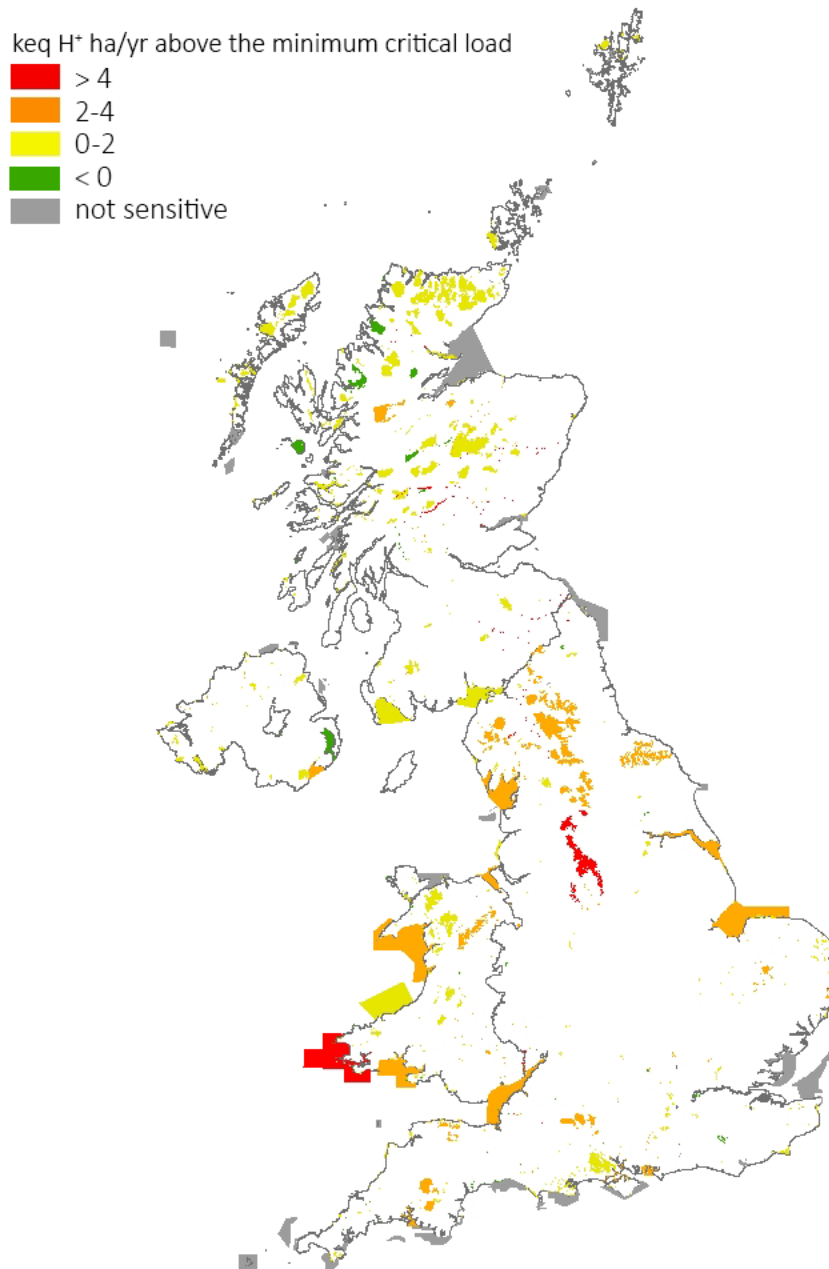 keq H⁺ ha/yr above the minimum critical load
> 4
2-4
0-2
< 0
not sensitive